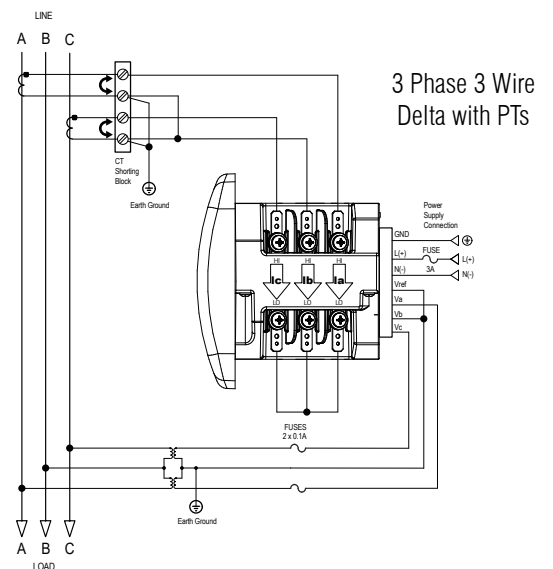 LINE
A B C
3 Phase 3 Wire
Delta with PTs
CT
Shorting
Block
Earth Ground
Power
Supply
Connection
GND
L(+) FUSE L(+)
N(-) 3A N(-)
Vref
Va
Vb
Vc
HI HI HI
Ic Ib Ia
LO LO LO
FUSES
2 x 0.1A
Earth Ground
A B C
LOAD